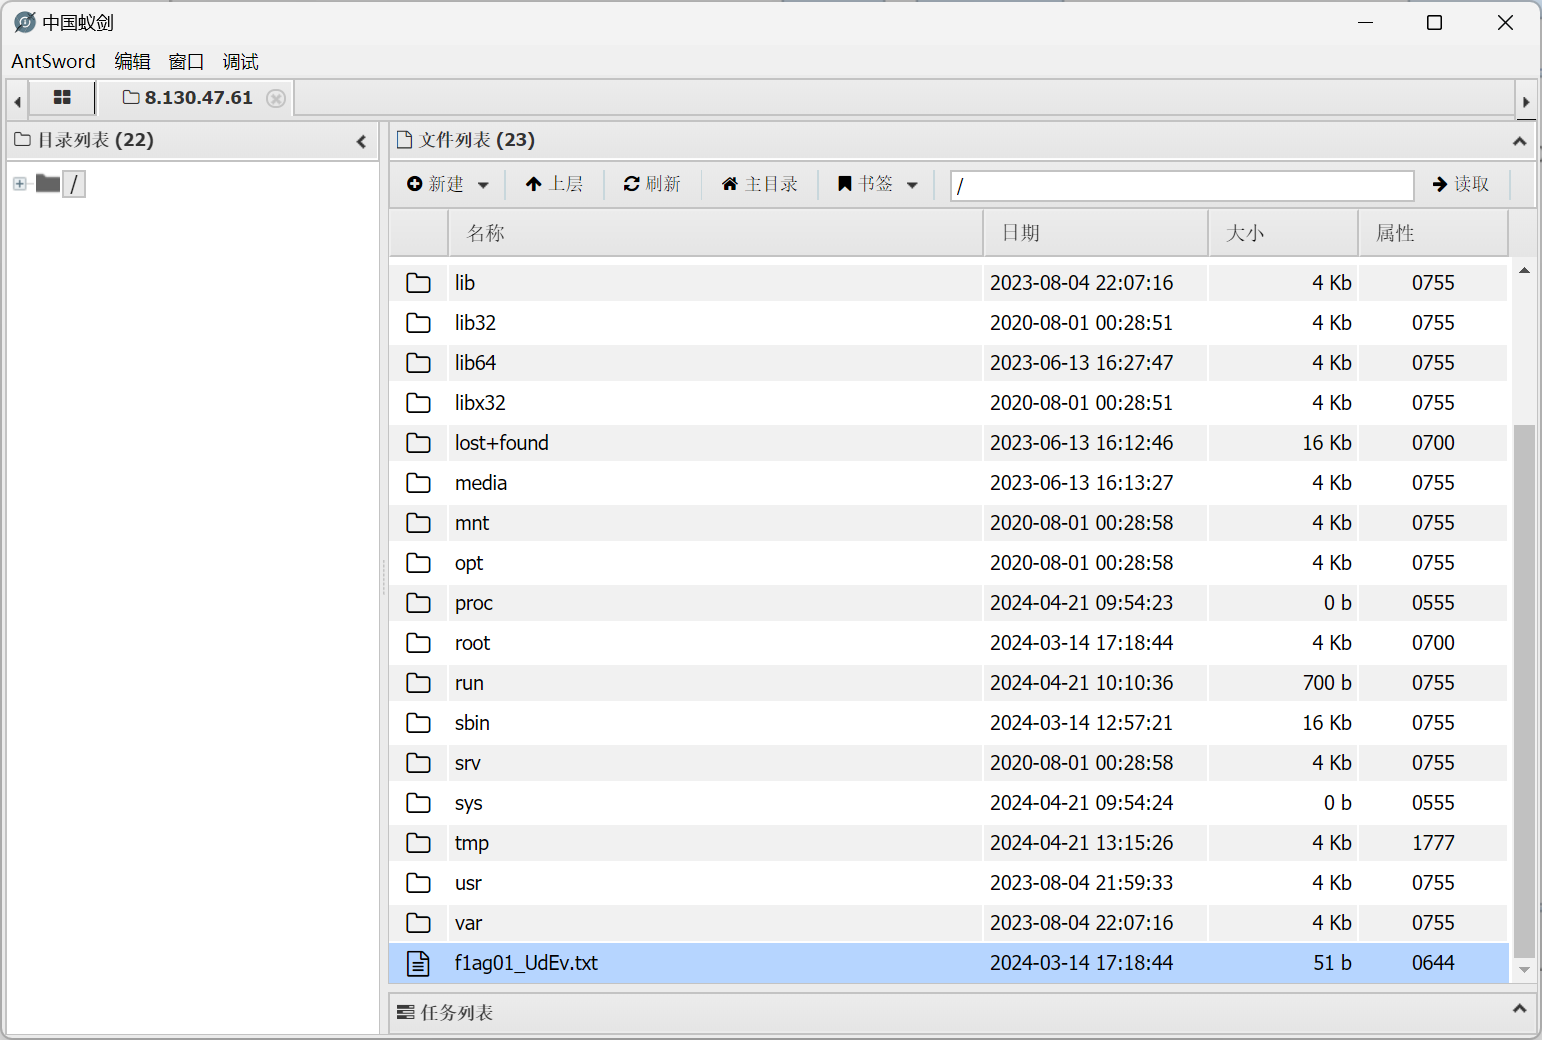 中国蚁剑
AntSword 编辑 窗口 调试
8.130.47.61
目录列表 (22)
文件列表 (23)
/
新建 上层 刷新 主目录 书签 / 读取
名称 日期 大小 属性
lib 2023-08-04 22:07:16 4 Kb 0755
lib32 2020-08-01 00:28:51 4 Kb 0755
lib64 2023-06-13 16:27:47 4 Kb 0755
libx32 2020-08-01 00:28:51 4 Kb 0755
lost+found 2023-06-13 16:12:46 16 Kb 0700
media 2023-06-13 16:13:27 4 Kb 0755
mnt 2020-08-01 00:28:58 4 Kb 0755
opt 2020-08-01 00:28:58 4 Kb 0755
proc 2024-04-21 09:54:23 0 b 0555
root 2024-03-14 17:18:44 4 Kb 0700
run 2024-04-21 10:10:36 700 b 0755
sbin 2024-03-14 12:57:21 16 Kb 0755
srv 2020-08-01 00:28:58 4 Kb 0755
sys 2024-04-21 09:54:24 0 b 0555
tmp 2024-04-21 13:15:26 4 Kb 1777
usr 2023-08-04 21:59:33 4 Kb 0755
var 2023-08-04 22:07:16 4 Kb 0755
f1ag01_UdEv.txt 2024-03-14 17:18:44 51 b 0644
任务列表